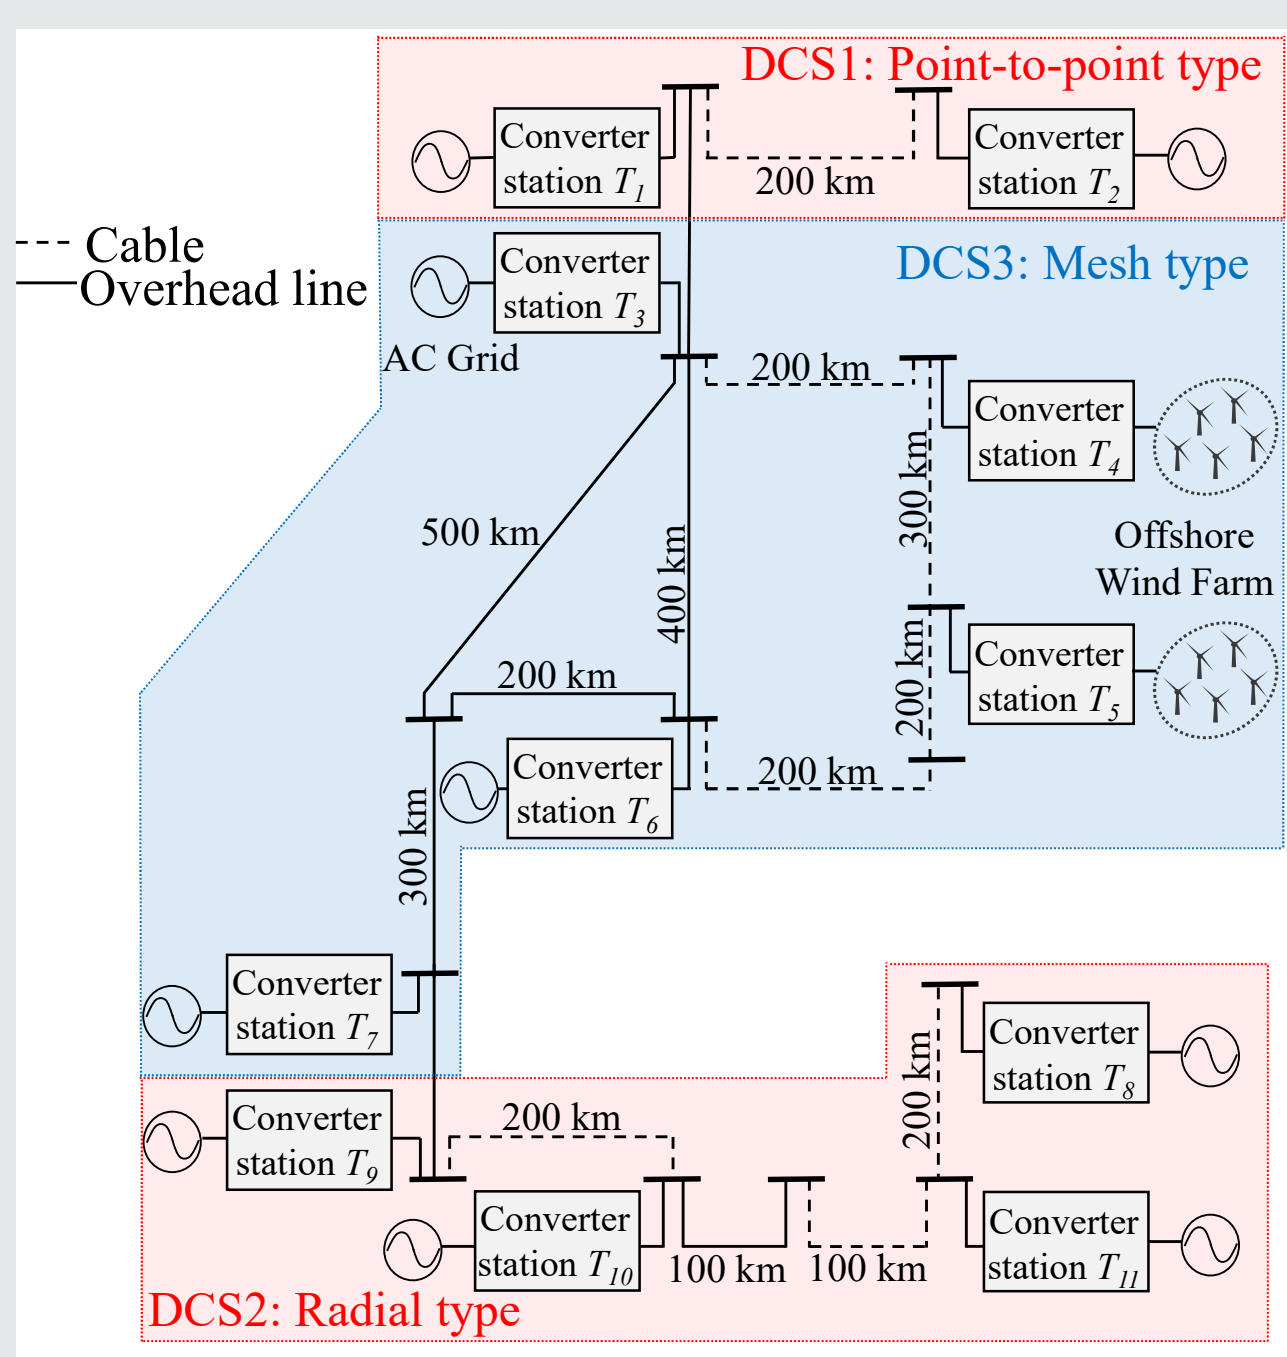 DCS1: Point-to-point type
Converter
station T1
200 km
Converter
station T2
Cable
Overhead line
Converter
station T3
DCS3: Mesh type
AC Grid
200 km
Converter
station T4
300 km
500 km
400 km
Offshore
Wind Farm
200 km
200 km
Converter
station T5
Converter
station T6
200 km
300 km
Converter
station T7
200 km
Converter
station T8
Converter
station T9
200 km
Converter
station T10
100 km
100 km
Converter
station T11
DCS2: Radial type